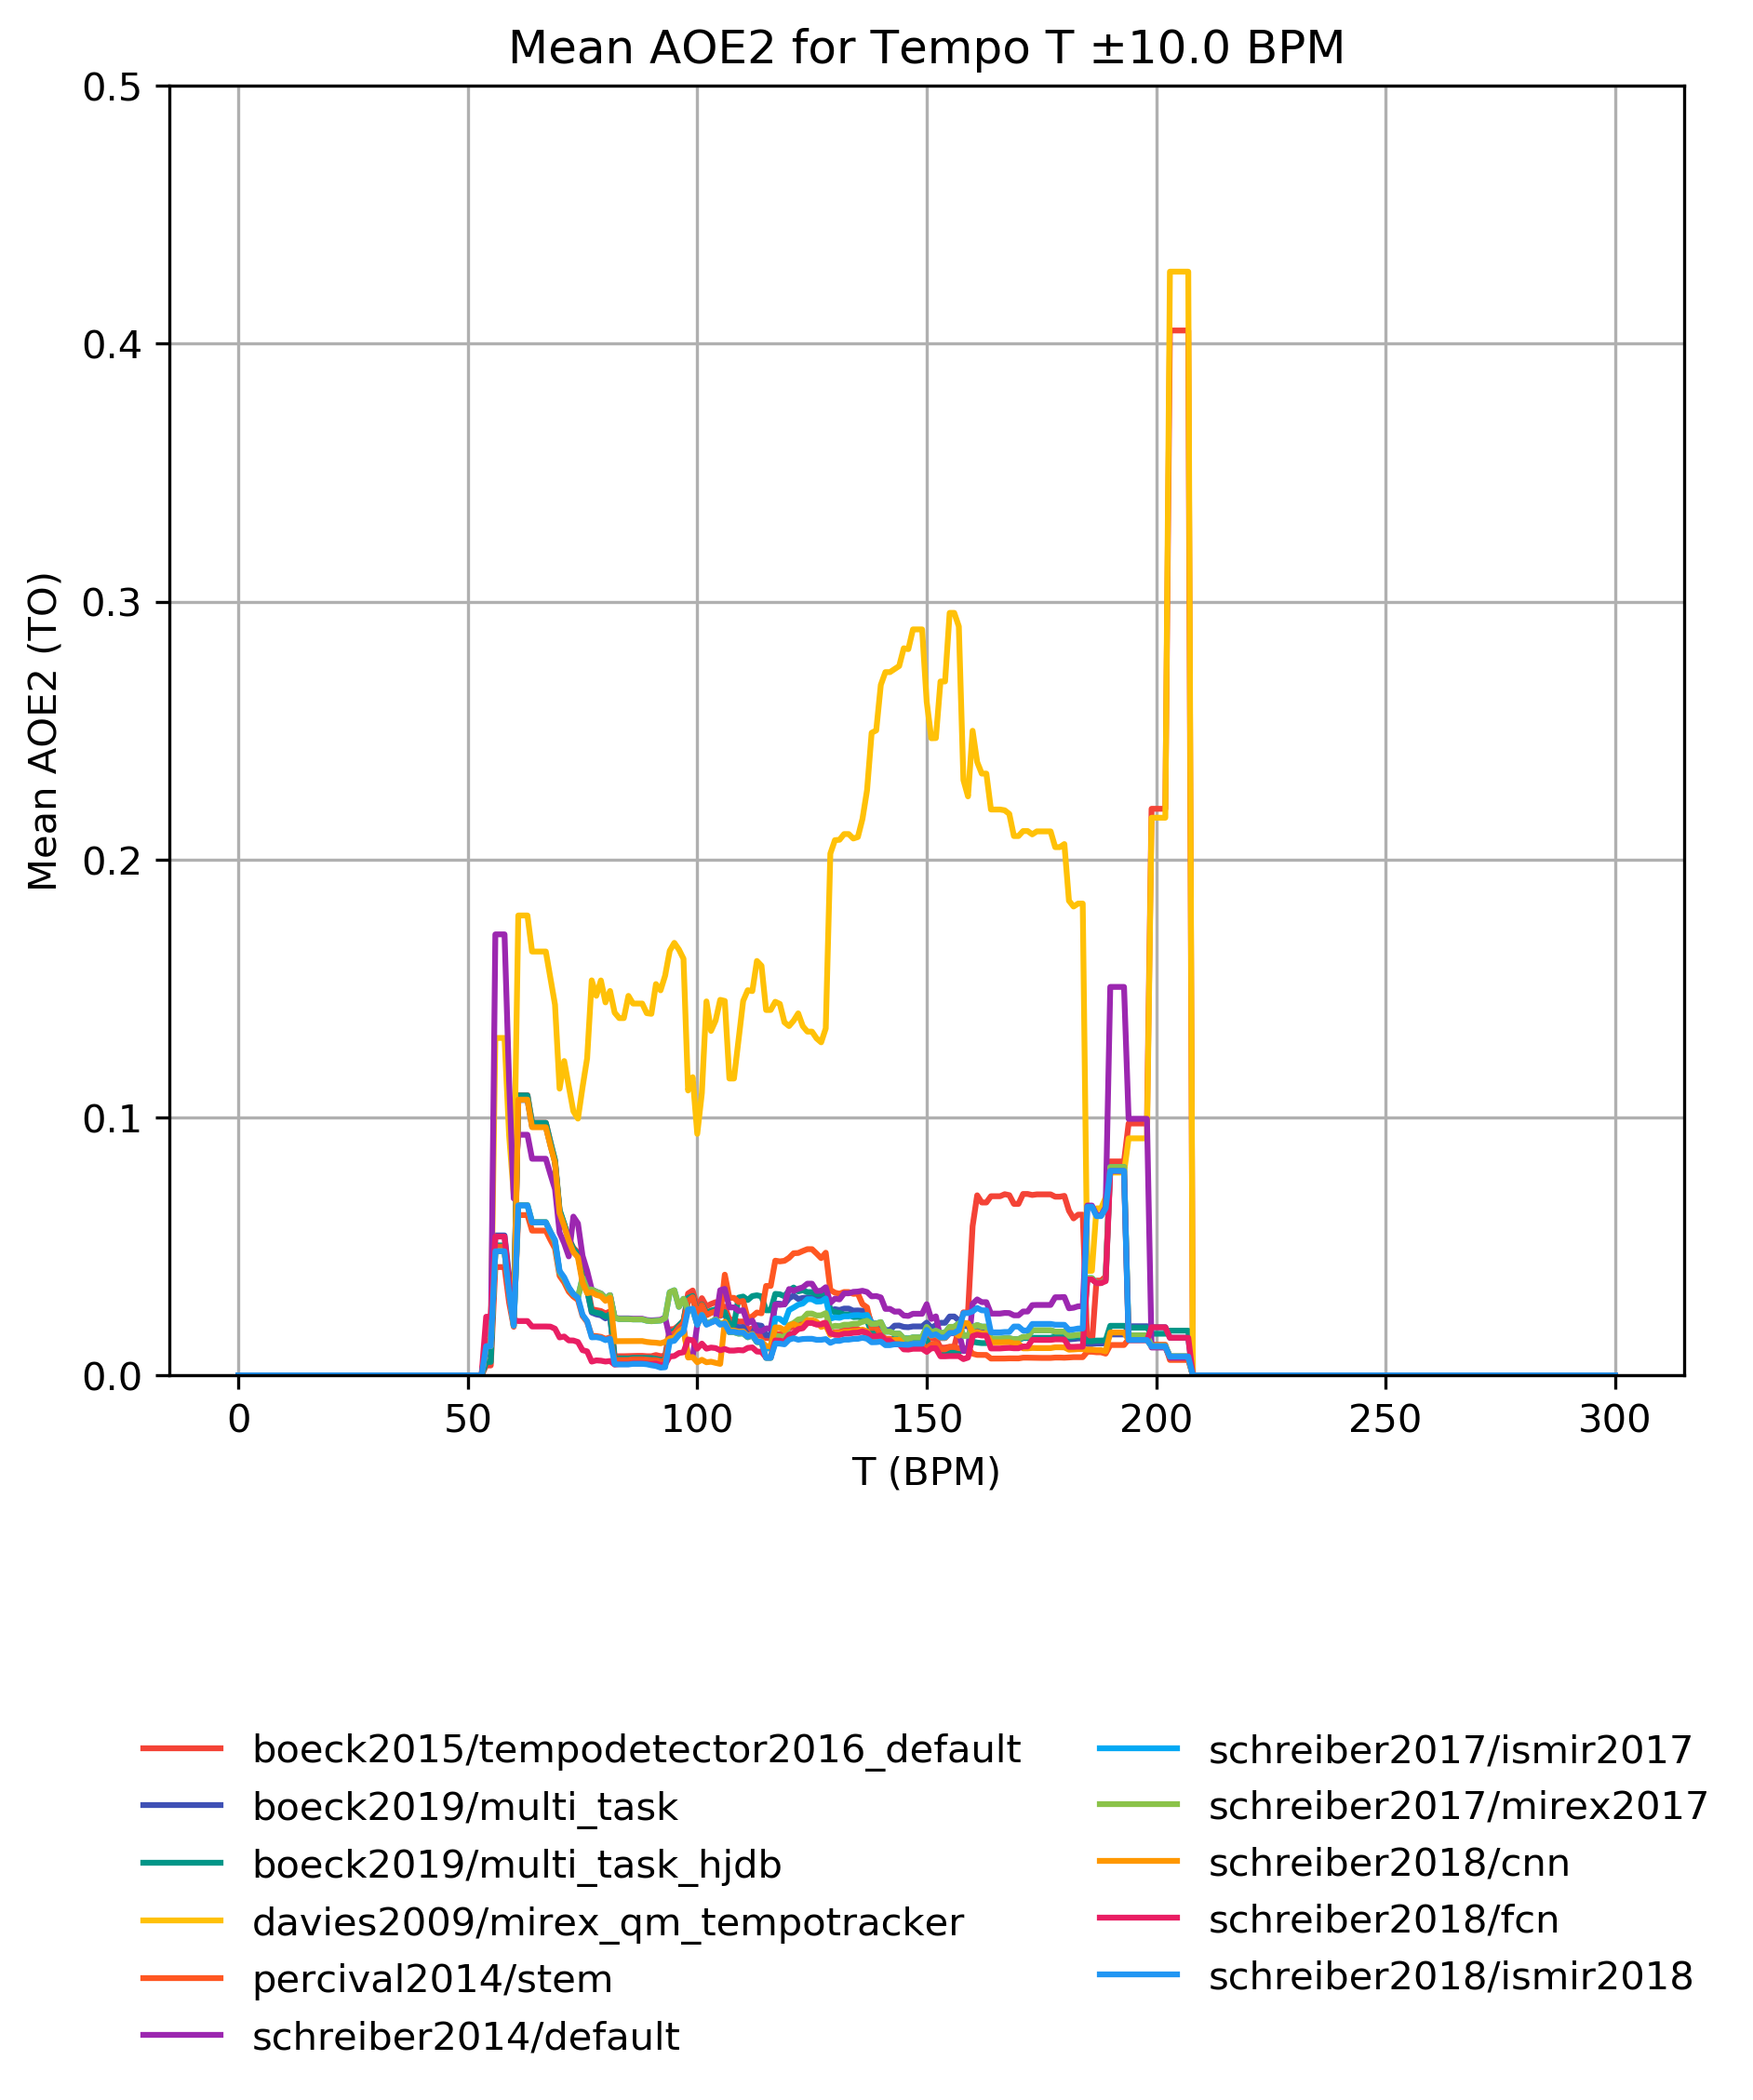 Mean AOE2 for Tempo T ±10.0 BPM
0.5
0.4
0.3
0.2
0.1
0.0
Mean AOE2 (TO)
0 50 100 150 200 250 300
T (BPM)
boeck2015/tempodetector2016_default
boeck2019/multi_task
boeck2019/multi_task_hjdb
davies2009/mirex_qm_tempotracker
percival2014/stem
schreiber2014/default
schreiber2017/ismir2017
schreiber2017/mirex2017
schreiber2018/cnn
schreiber2018/fcn
schreiber2018/ismir2018